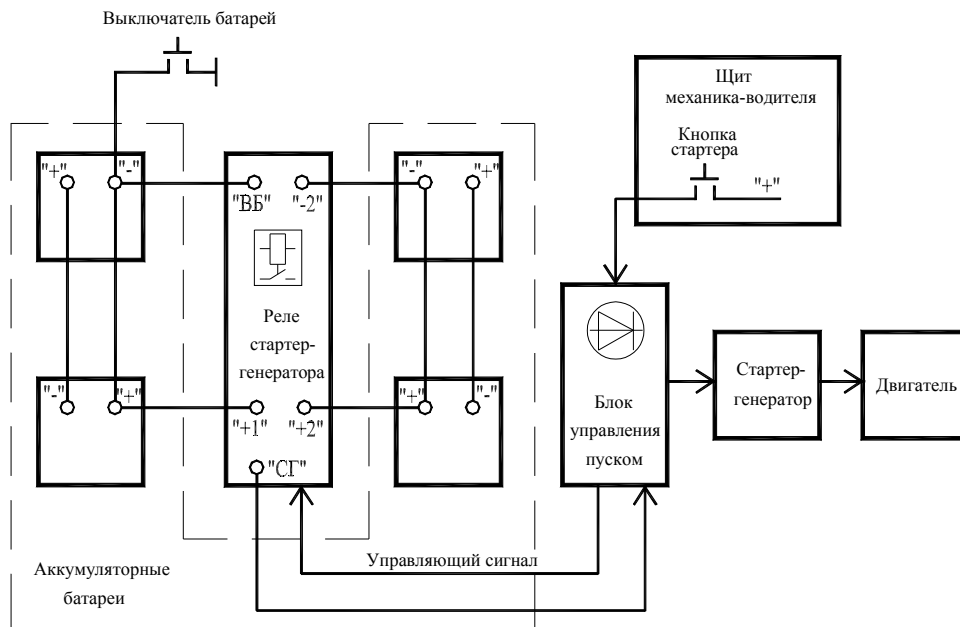 Выключатель батарей
Щит
механика-водителя
Кнопка
стартера
"+"
"+" "-"
"ВБ" "-2"
"-" "+"
Реле
стартер-
генератора
"-" "+"
"+1" "+2"
"+" "-"
"СГ"
Блок
управления
пуском
Стартер-
генератор
Двигатель
Управляющий сигнал
Аккумуляторные
батареи